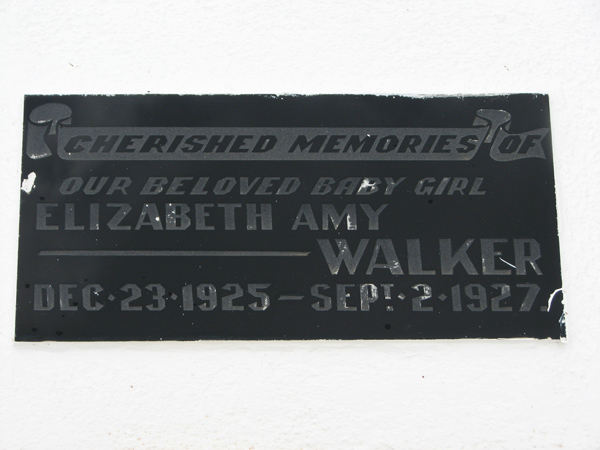 CHERISHED MEMORIES OF
OUR BELOVED BABY GIRL
ELIZABETH AMY
WALKER
DEC·23·1925—SEPT·2·1927.